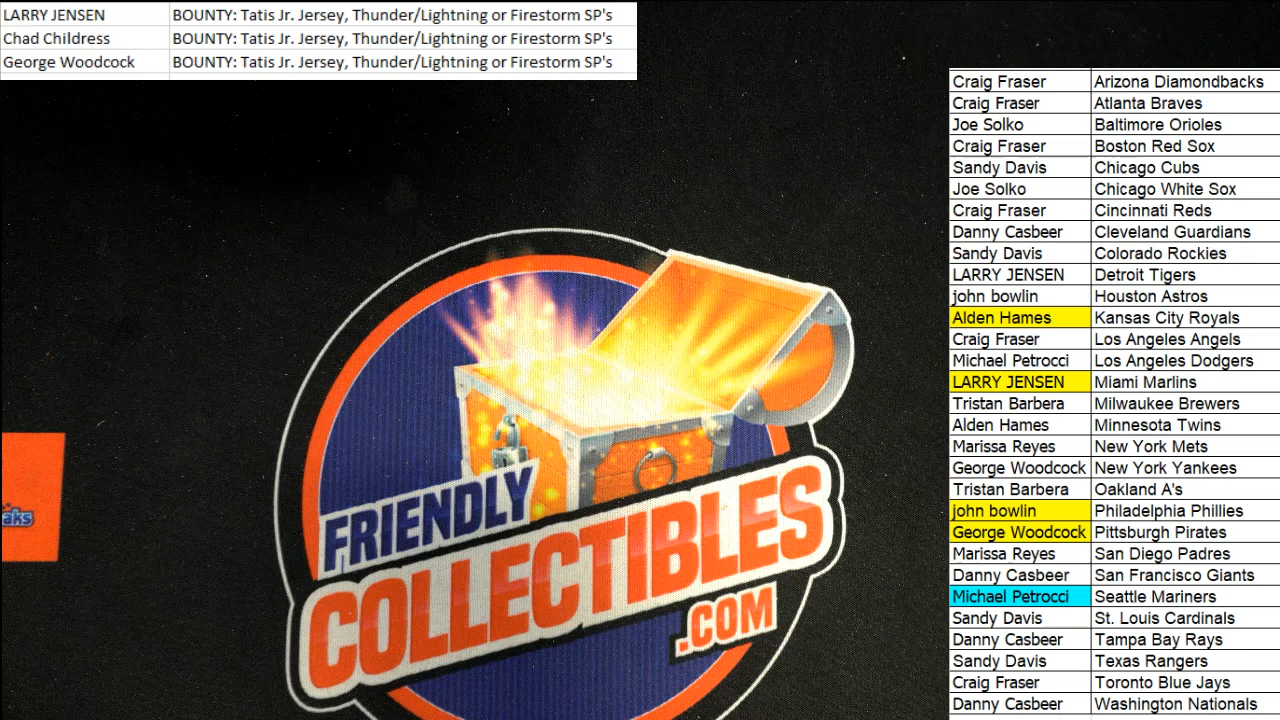 LARRY JENSEN BOUNTY: Tatis Jr. Jersey, Thunder/Lightning or Firestorm SP's
Chad Childress BOUNTY: Tatis Jr. Jersey, Thunder/Lightning or Firestorm SP's
George Woodcock BOUNTY: Tatis Jr. Jersey, Thunder/Lightning or Firestorm SP's
Craig Fraser Arizona Diamondbacks
Craig Fraser Atlanta Braves
Joe Solko Baltimore Orioles
Craig Fraser Boston Red Sox
Sandy Davis Chicago Cubs
Joe Solko Chicago White Sox
Craig Fraser Cincinnati Reds
Danny Casbeer Cleveland Guardians
Sandy Davis Colorado Rockies
LARRY JENSEN Detroit Tigers
john bowlin Houston Astros
Alden Hames Kansas City Royals
Craig Fraser Los Angeles Angels
Michael Petrocci Los Angeles Dodgers
LARRY JENSEN Miami Marlins
Tristan Barbera Milwaukee Brewers
Alden Hames Minnesota Twins
Marissa Reyes New York Mets
George Woodcock New York Yankees
Tristan Barbera Oakland A's
john bowlin Philadelphia Phillies
George Woodcock Pittsburgh Pirates
Marissa Reyes San Diego Padres
Danny Casbeer San Francisco Giants
Michael Petrocci Seattle Mariners
Sandy Davis St. Louis Cardinals
Danny Casbeer Tampa Bay Rays
Sandy Davis Texas Rangers
Craig Fraser Toronto Blue Jays
Danny Casbeer Washington Nationals
FRIENDLY
COLLECTIBLES
.COM
aks